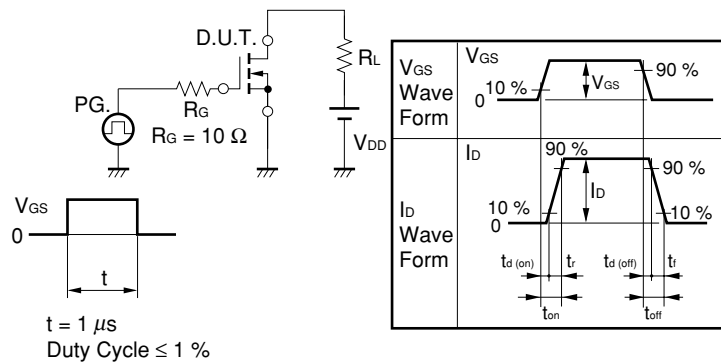 D.U.T.
RL
PG.
RG
RG = 10 Ω
VDD
VGS
0
t
t = 1 μs
Duty Cycle ≤ 1 %
VGS
Wave
Form
VGS
10 %
0
VGS
90 %
ID
Wave
Form
ID
90 %
90 %
10 %
0
ID
10 %
td (on)
tr
td (off)
tf
ton
toff